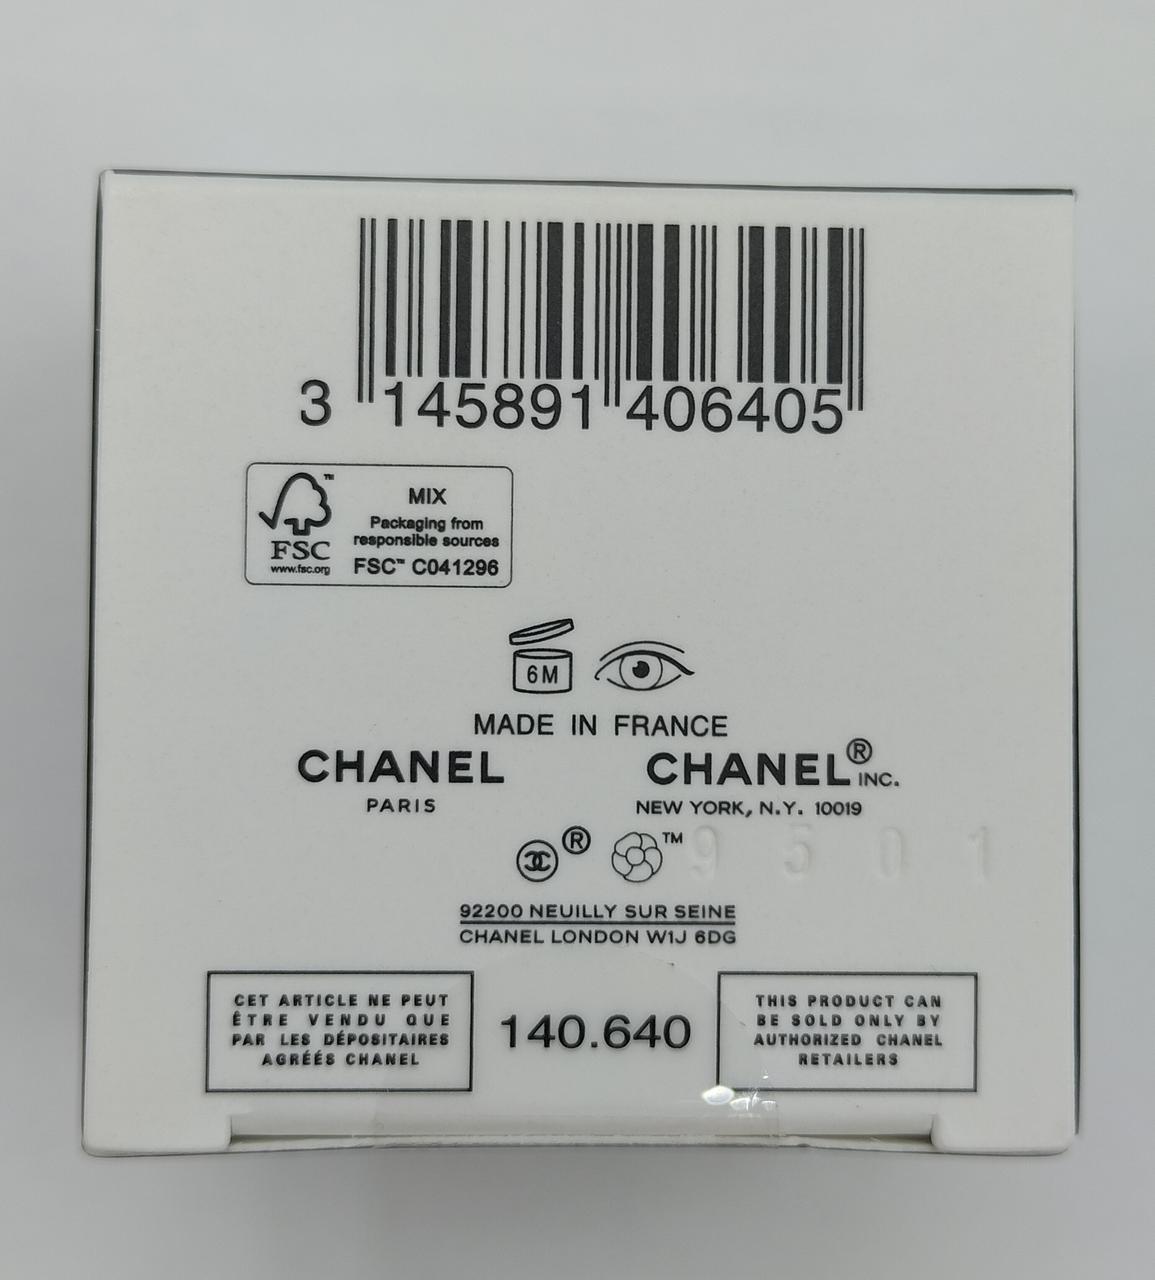 3 145891 406405
MIX
Packaging from
responsible sources
FSC™ C041296
™
FSC
www.fsc.org
6M
MADE IN FRANCE
CHANEL
PARIS
CHANEL® INC.
NEW YORK, N.Y. 10019
® ™ 9501
92200 NEUILLY SUR SEINE
CHANEL LONDON W1J 6DG
CET ARTICLE NE PEUT
ÊTRE VENDU QUE
PAR LES DÉPOSITAIRES
AGRÉÉS CHANEL
140.640
THIS PRODUCT CAN
BE SOLD ONLY BY
AUTHORIZED CHANEL
RETAILERS